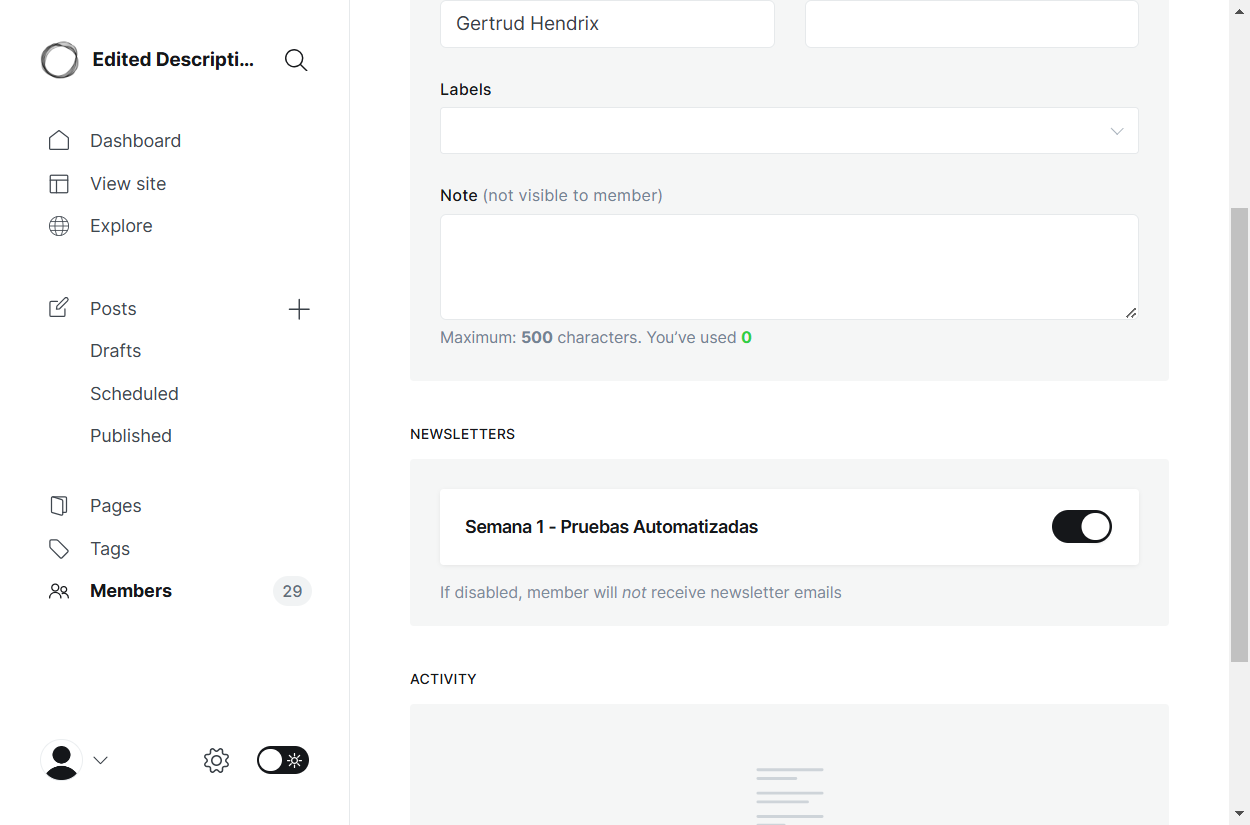 Edited Descripti...
Dashboard
View site
Explore
Posts
Drafts
Scheduled
Published
Pages
Tags
Members 29
Gertrud Hendrix
Labels
Note (not visible to member)
Maximum: 500 characters. You’ve used 0
NEWSLETTERS
Semana 1 - Pruebas Automatizadas
If disabled, member will not receive newsletter emails
ACTIVITY